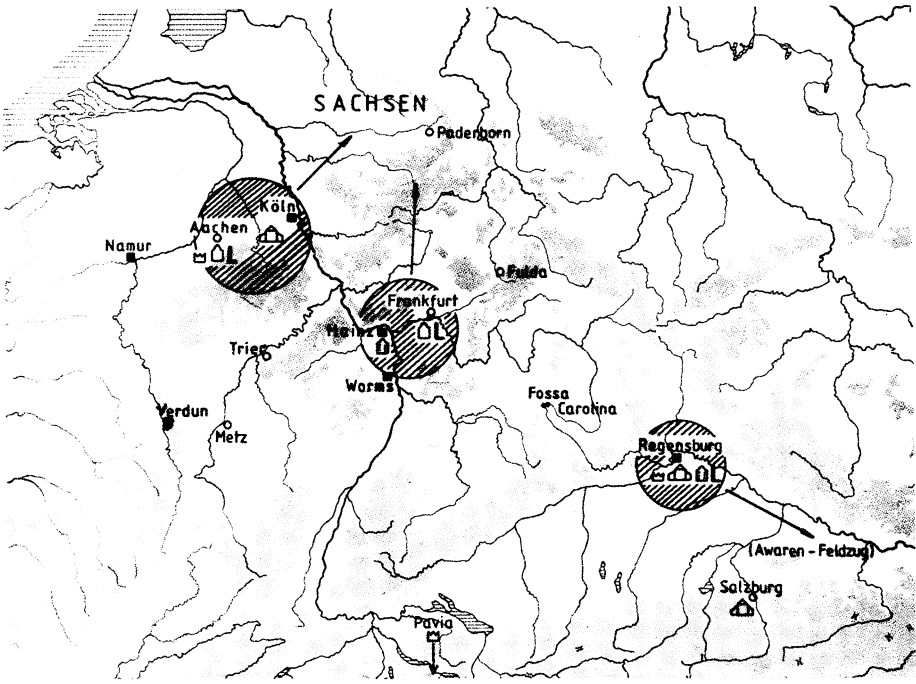 SACHSEN
Paderborn
Köln
Aachen
L
Namur
Fulda
Frankfurt
Mainz
L
Trier
Worms
Verdun
Metz
Fossa
Carolina
Regensburg
L
(Awaren-Feldzug)
Salzburg
Pavia